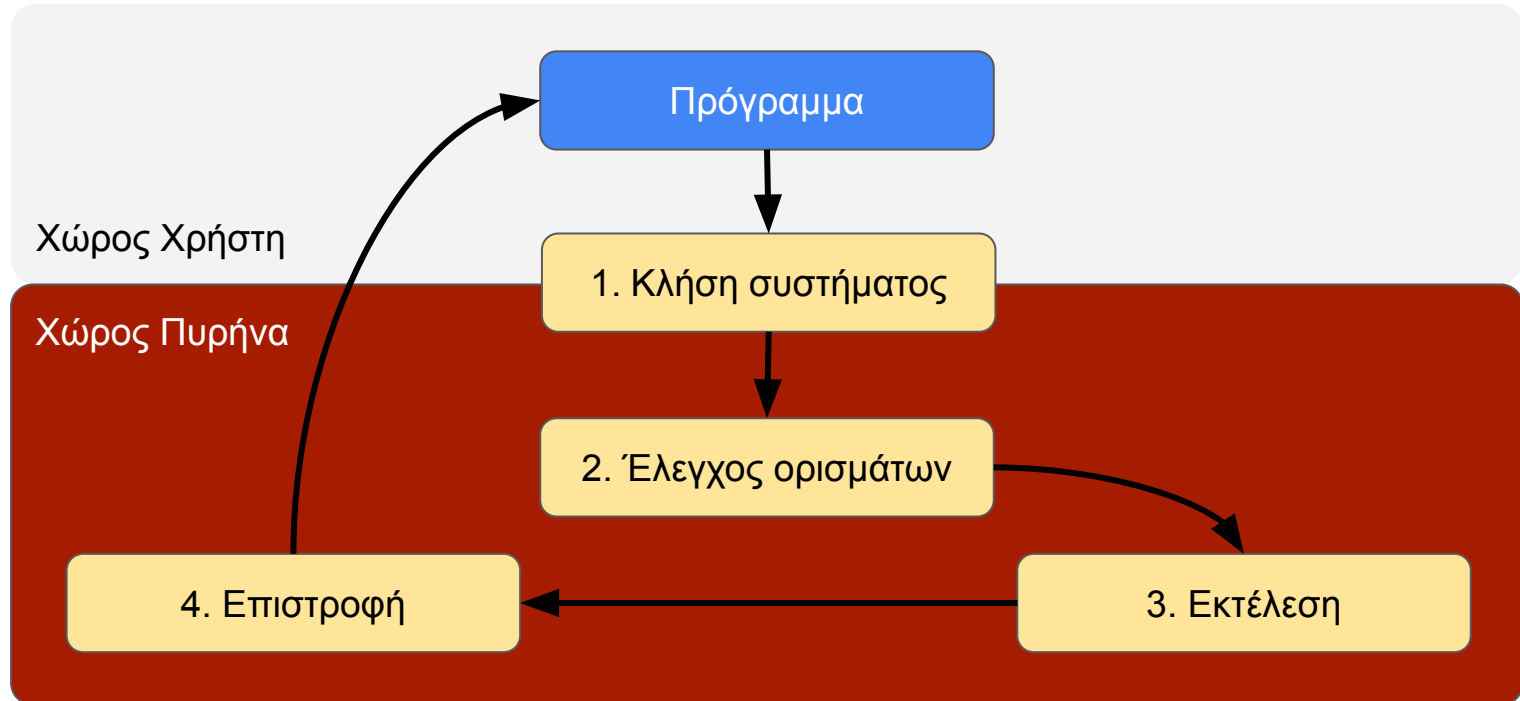 Πρόγραμμα
Χώρος Χρήστη
1. Κλήση συστήματος
Χώρος Πυρήνα
2. Έλεγχος ορισμάτων
4. Επιστροφή
3. Εκτέλεση